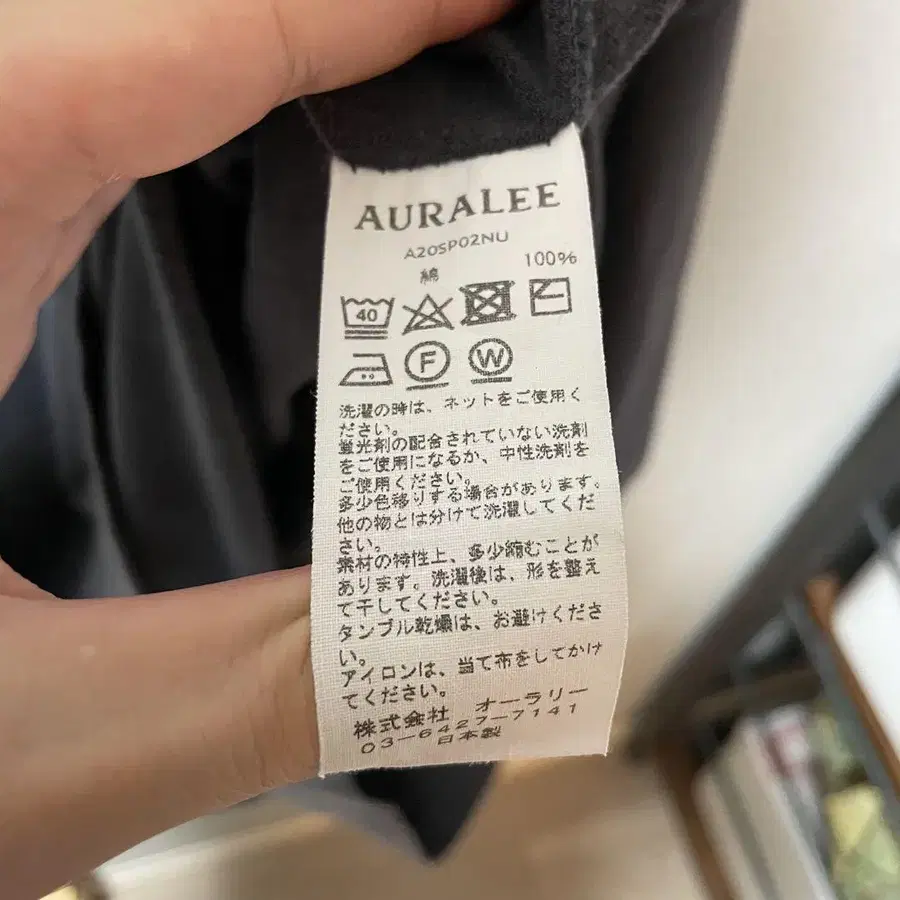 AURALEE
A20SP02NU
綿 100%
40
F W
洗濯の時は、ネットをご使用く
ださい。
蛍光剤の配合されていない洗剤
をご使用になるか、中性洗剤を
ご使用ください。
多少色移りする場合があります。
他の物とは分けて洗濯してくだ
さい。
素材の特性上、多少縮むことが
あります。洗濯後は、形を整え
て干してください。
タンブル乾燥は、お避けくださ
い。
アイロンは、当て布をしてかけ
てください。
株式会社 オーラリー
03-6427-7141
日本製